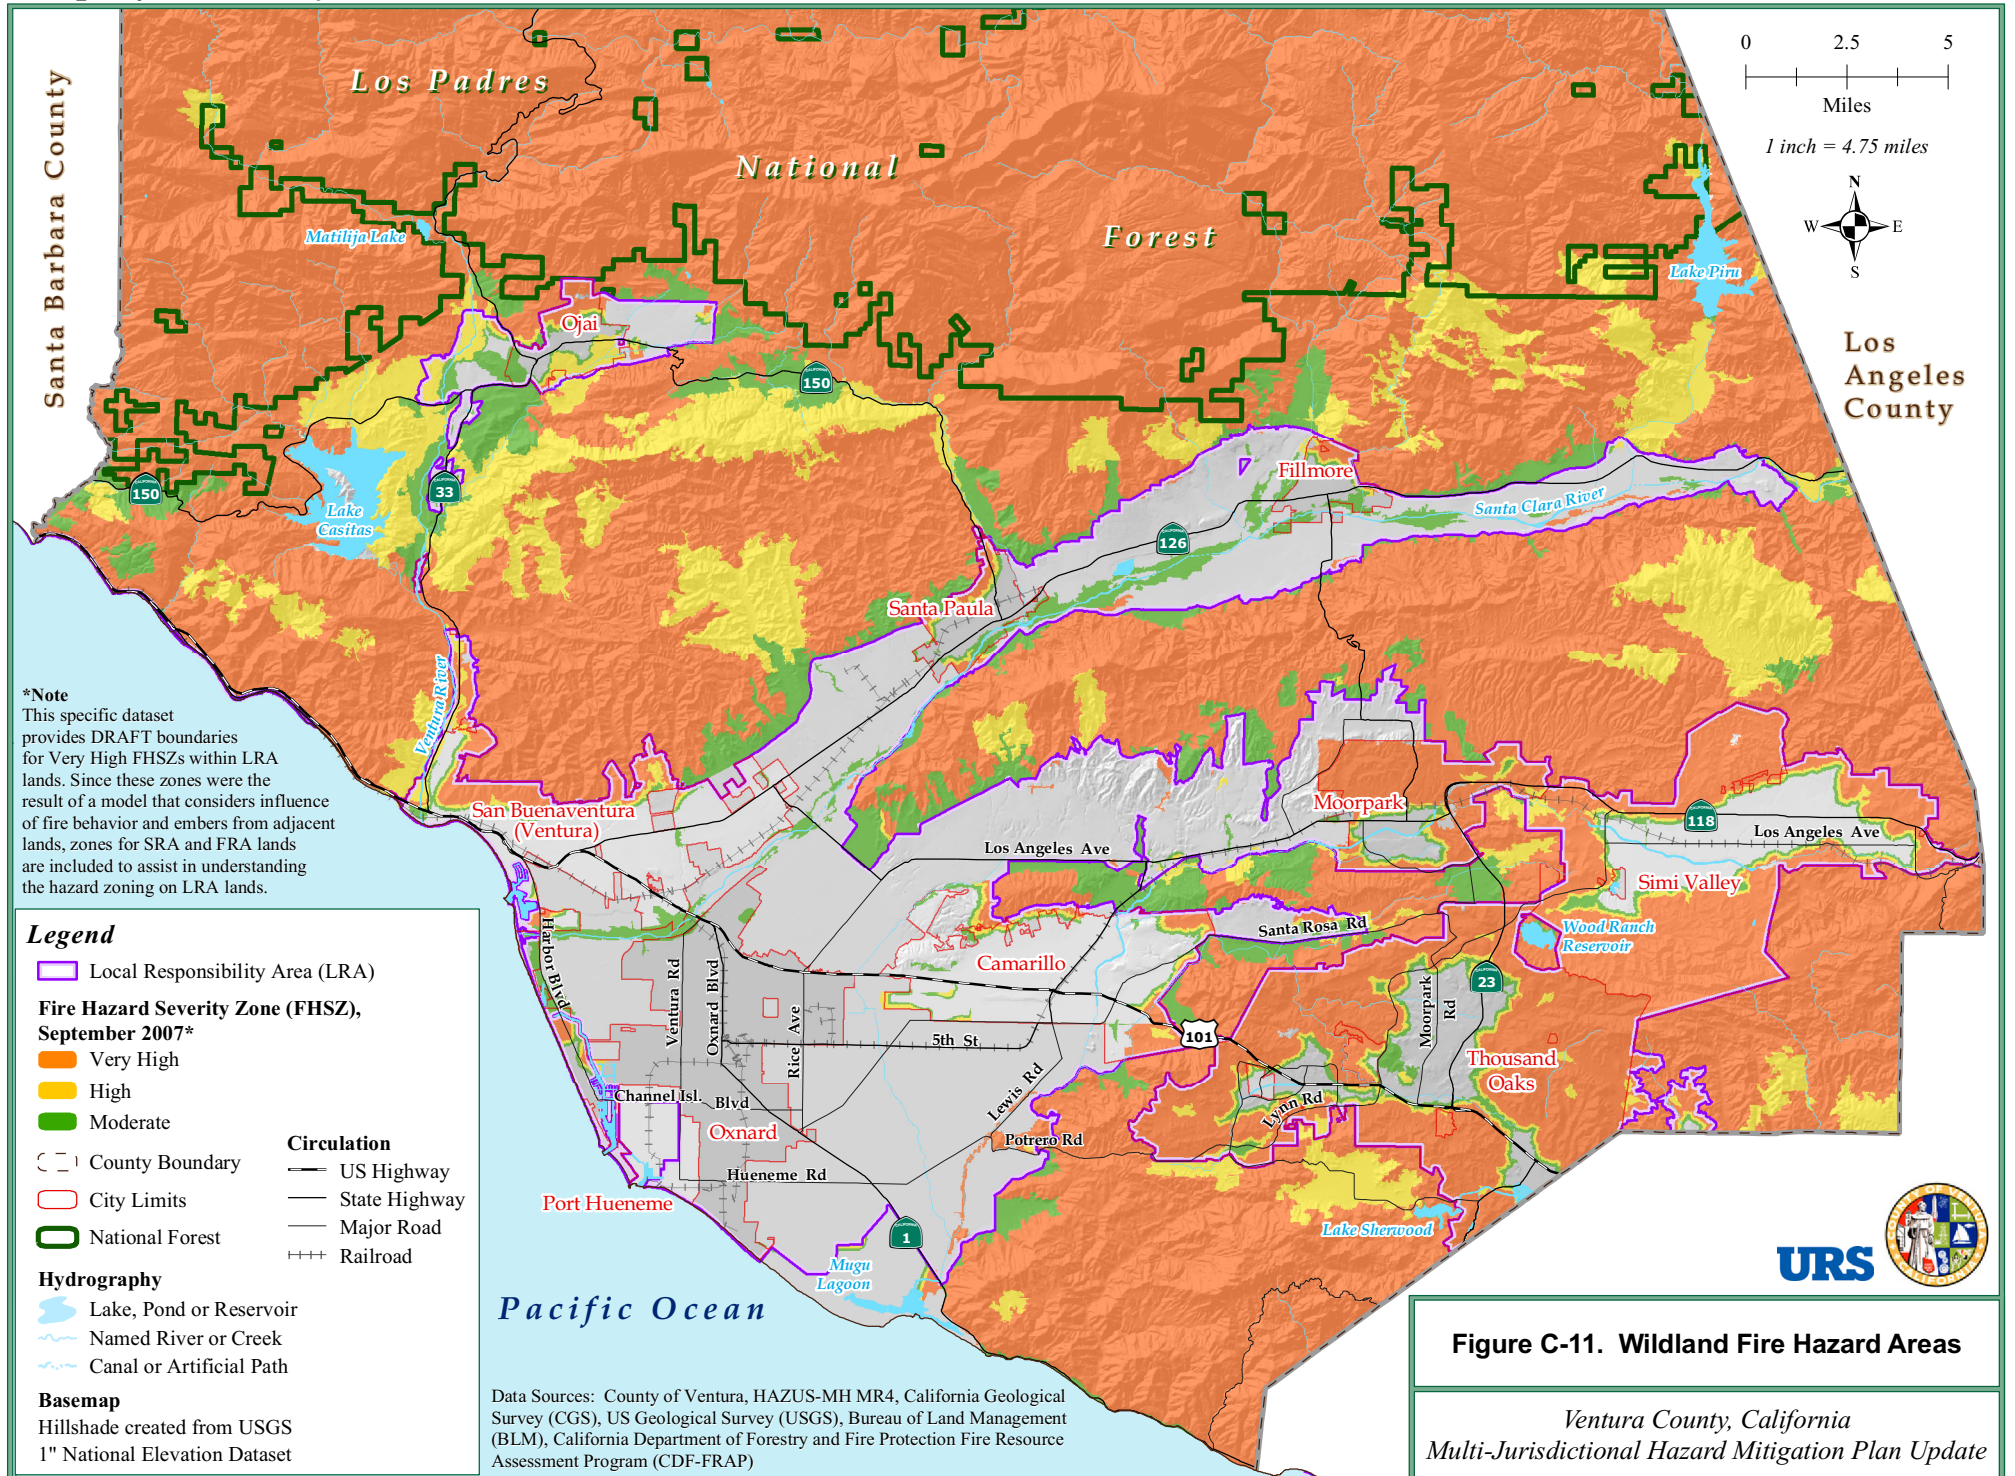 Santa Barbara County
Los Padres
National
Forest
Matilija Lake
Ojai
Lake Piru
0 2.5 5
Miles
1 inch = 4.75 miles
N
W E
S
Los
Angeles
County
CALIFORNIA
150
CALIFORNIA
150
CALIFORNIA
33
Lake
Casitas
Fillmore
Santa Clara River
CALIFORNIA
126
Santa Paula
Ventura River
*Note
This specific dataset
provides DRAFT boundaries
for Very High FHSZs within LRA
lands. Since these zones were the
result of a model that considers influence
of fire behavior and embers from adjacent
lands, zones for SRA and FRA lands
are included to assist in understanding
the hazard zoning on LRA lands.
San Buenaventura
(Ventura)
Moorpark
CALIFORNIA
118
Los Angeles Ave
Los Angeles Ave
Simi Valley
Santa Rosa Rd
Wood Ranch
Reservoir
Camarillo
Harbor Blvd
Ventura Rd
Oxnard Blvd
Rice Ave
5th St
Moorpark
Rd
CALIFORNIA
23
101
Thousand
Oaks
Channel Isl. Blvd
Lewis Rd
Lynn Rd
Oxnard
Potrero Rd
Hueneme Rd
Port Hueneme
CALIFORNIA
1
Lake Sherwood
Mugu
Lagoon
Pacific Ocean
Legend
Local Responsibility Area (LRA)
Fire Hazard Severity Zone (FHSZ),
September 2007*
Very High
High
Moderate
County Boundary
City Limits
National Forest
Circulation
US Highway
State Highway
Major Road
Railroad
Hydrography
Lake, Pond or Reservoir
Named River or Creek
Canal or Artificial Path
Basemap
Hillshade created from USGS
1" National Elevation Dataset
Data Sources: County of Ventura, HAZUS-MH MR4, California Geological
Survey (CGS), US Geological Survey (USGS), Bureau of Land Management
(BLM), California Department of Forestry and Fire Protection Fire Resource
Assessment Program (CDF-FRAP)
URS
COUNTY OF VENTURA
CALIFORNIA
Figure C-11. Wildland Fire Hazard Areas
Ventura County, California
Multi-Jurisdictional Hazard Mitigation Plan Update